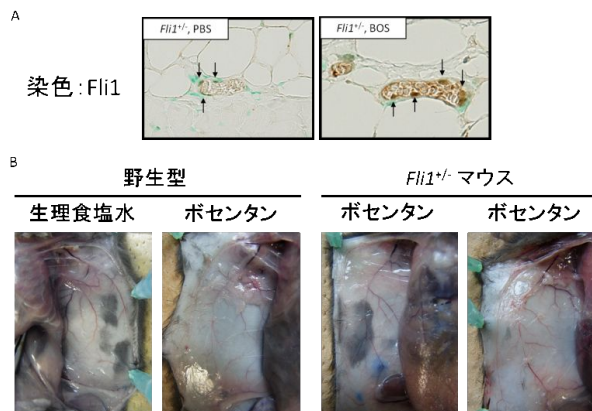 A
Fli1+/-, PBS
Fli1+/-, BOS
染色：Fli1
B
野生型
Fli1+/- マウス
生理食塩水
ボセンタン
ボセンタン
ボセンタン